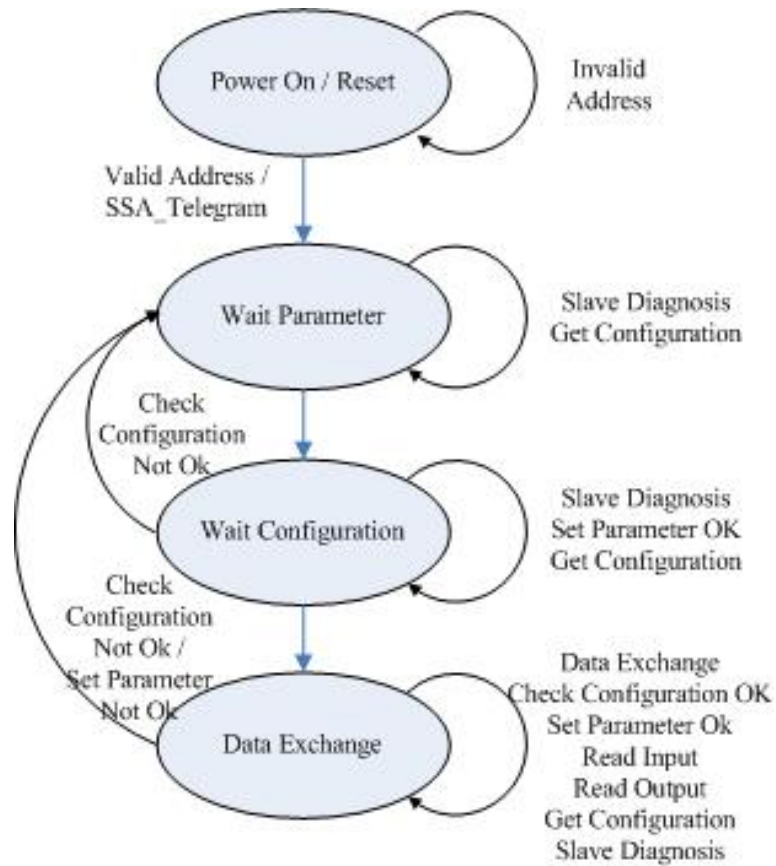 Power On / Reset
Invalid
Address
Valid Address /
SSA_Telegram
Wait Parameter
Slave Diagnosis
Get Configuration
Check
Configuration
Not Ok
Wait Configuration
Slave Diagnosis
Set Parameter OK
Get Configuration
Check
Configuration
Not Ok /
Set Parameter
Not Ok
Data Exchange
Data Exchange
Check Configuration OK
Set Parameter Ok
Read Input
Read Output
Get Configuration
Slave Diagnosis